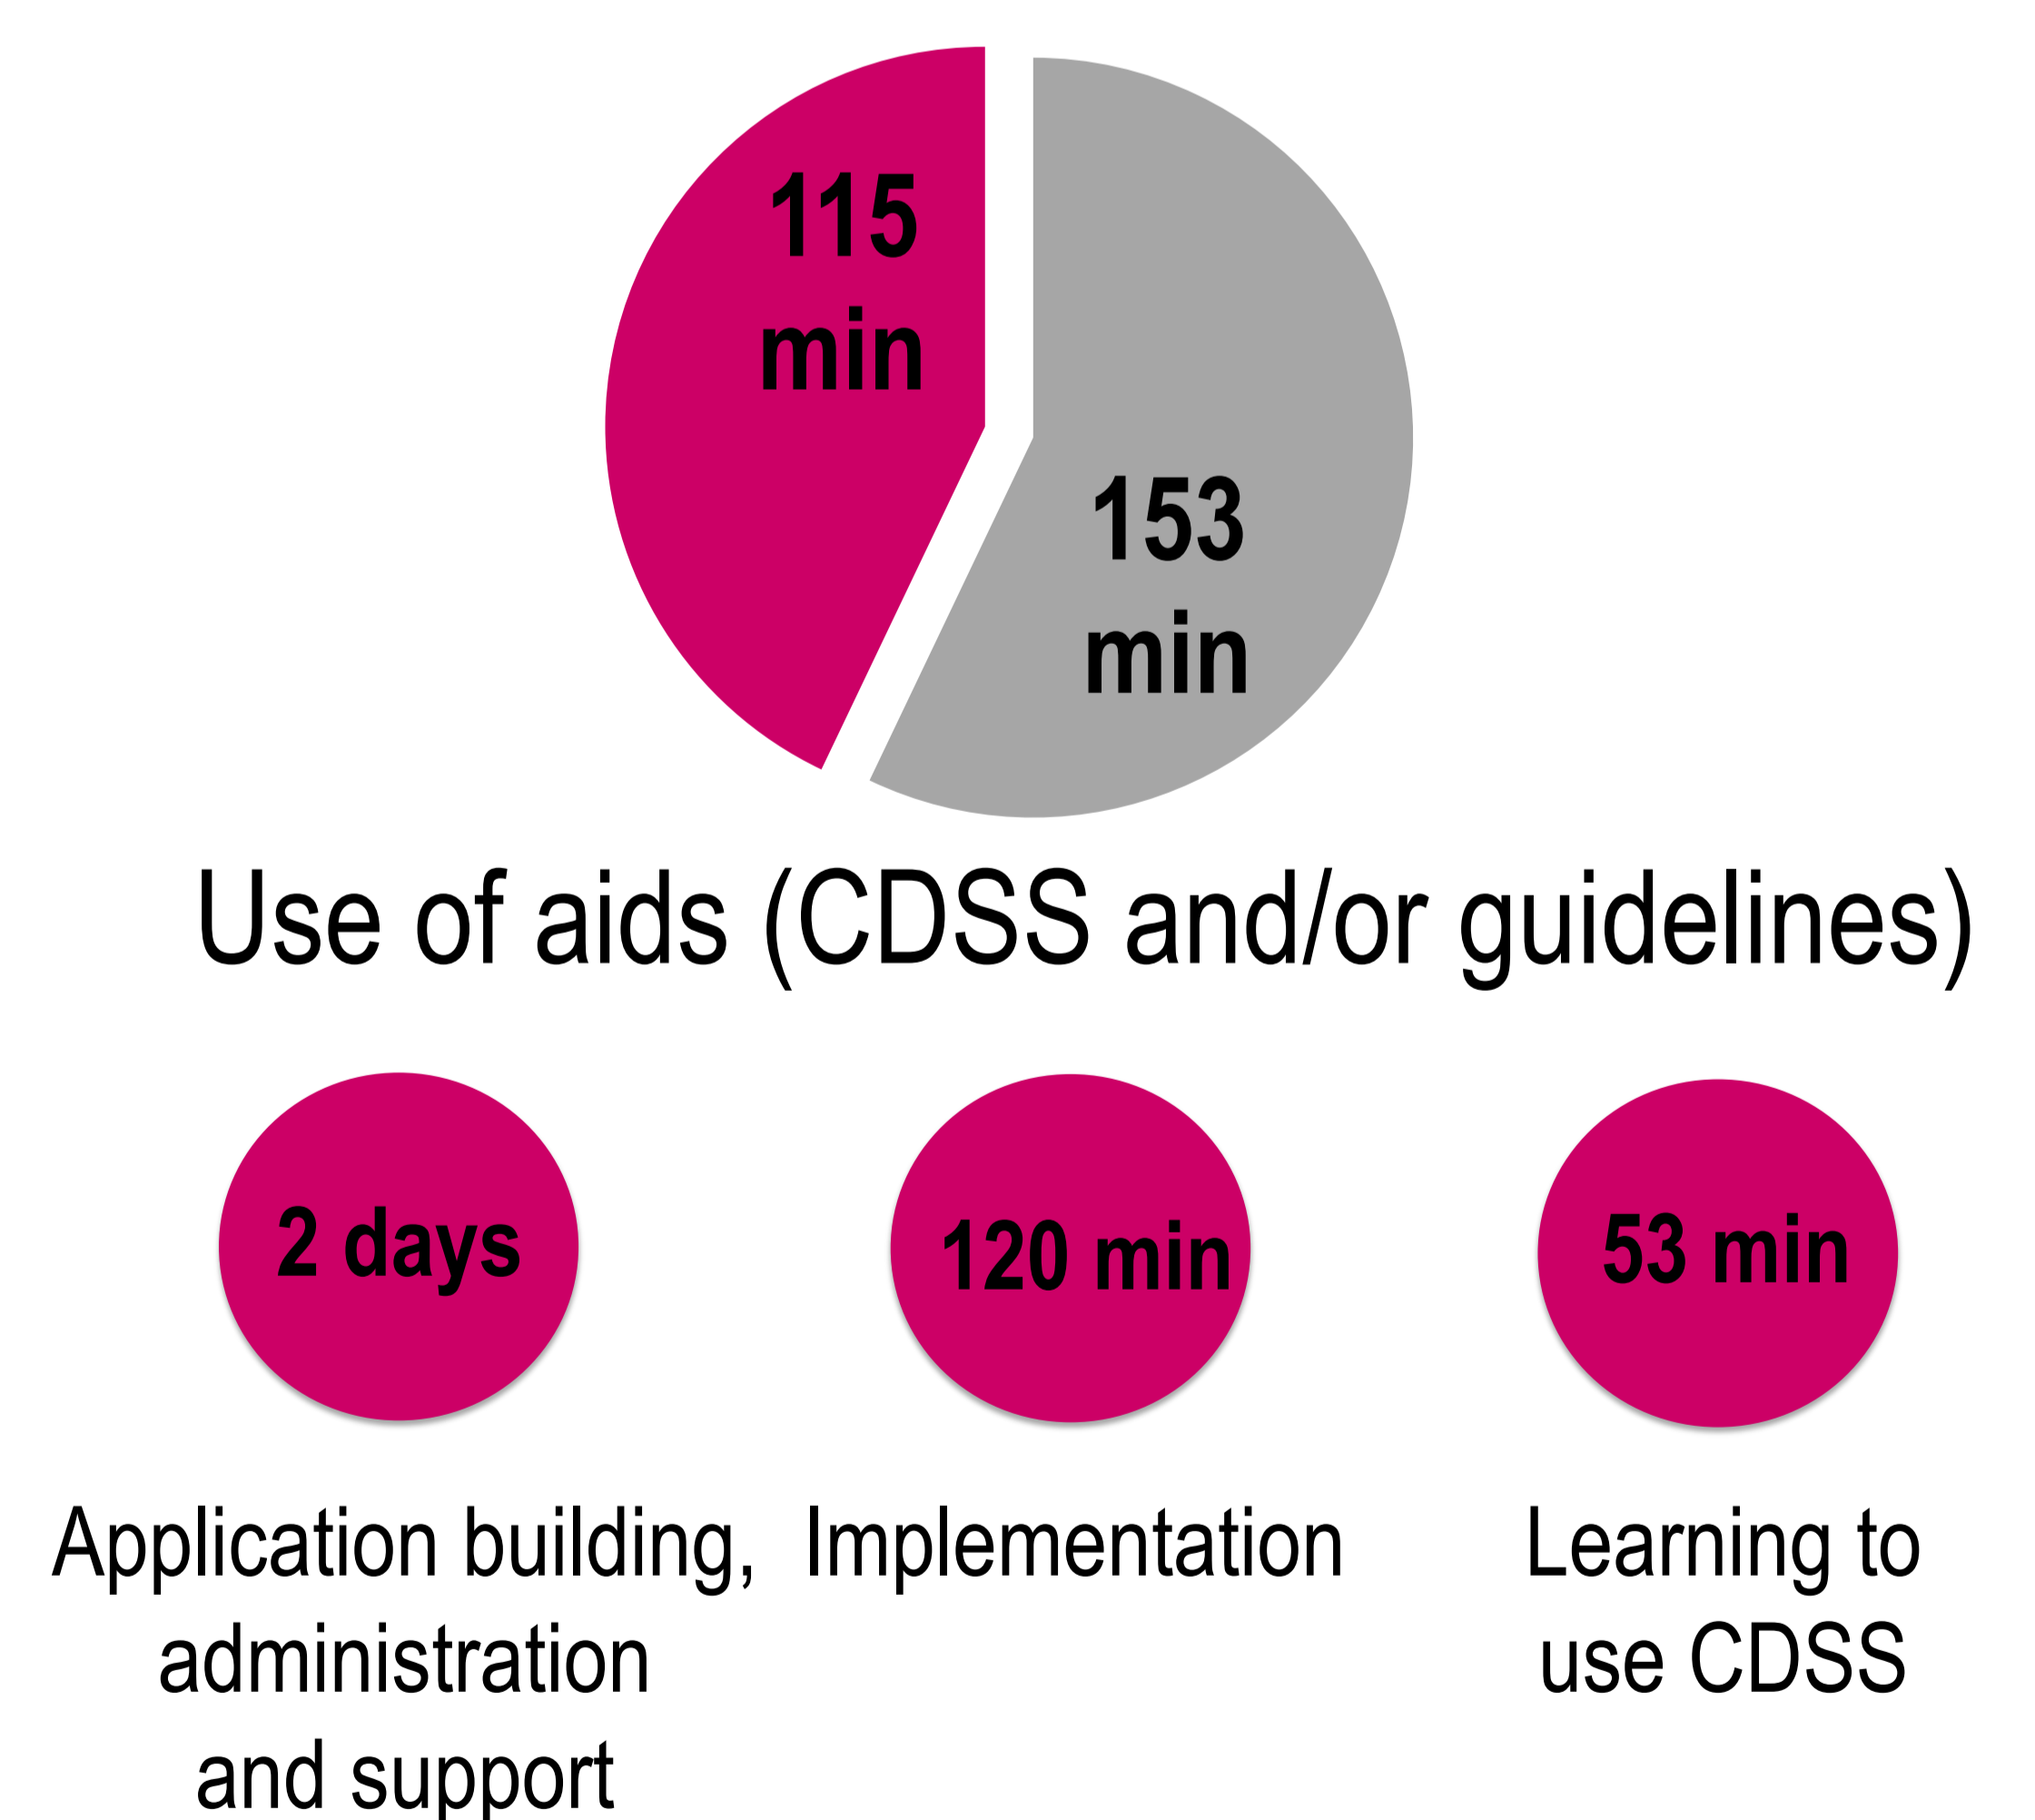 115
min
153
min
Use of aids (CDSS and/or guidelines)
2 days
120 min
53 min
Application building,
administration
and support
Implementation
Learning to
use CDSS